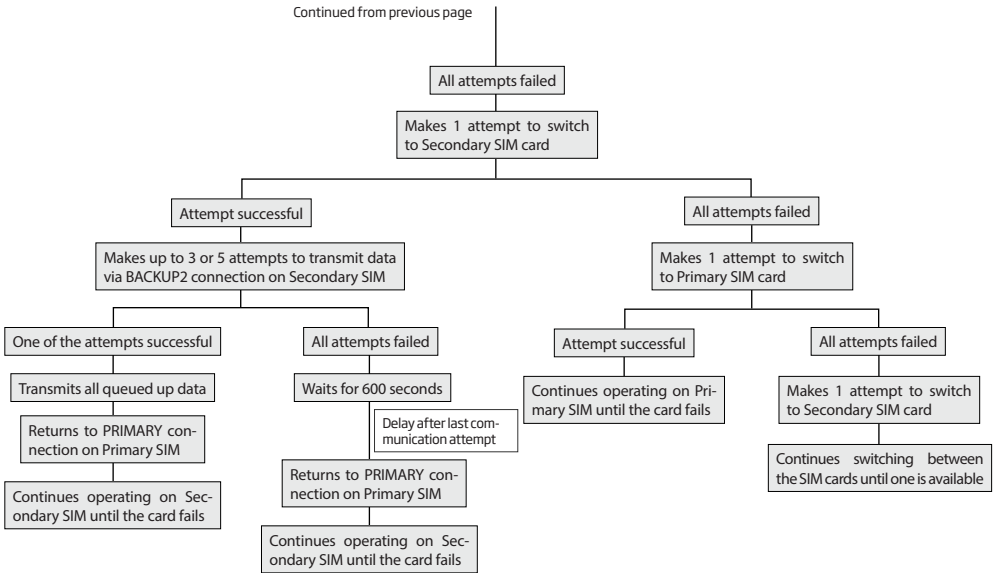 Continued from previous page
All attempts failed
Makes 1 attempt to switch
to Secondary SIM card
Attempt successful
Makes up to 3 or 5 attempts to transmit data
via BACKUP2 connection on Secondary SIM
One of the attempts successful
Transmits all queued up data
Returns to PRIMARY con-
nection on Primary SIM
Continues operating on Sec-
ondary SIM until the card fails
All attempts failed
Waits for 600 seconds
Delay after last com-
munication attempt
Returns to PRIMARY con-
nection on Primary SIM
Continues operating on Sec-
ondary SIM until the card fails
All attempts failed
Makes 1 attempt to switch
to Primary SIM card
Attempt successful
Continues operating on Pri-
mary SIM until the card fails
All attempts failed
Makes 1 attempt to switch
to Secondary SIM card
Continues switching between
the SIM cards until one is available